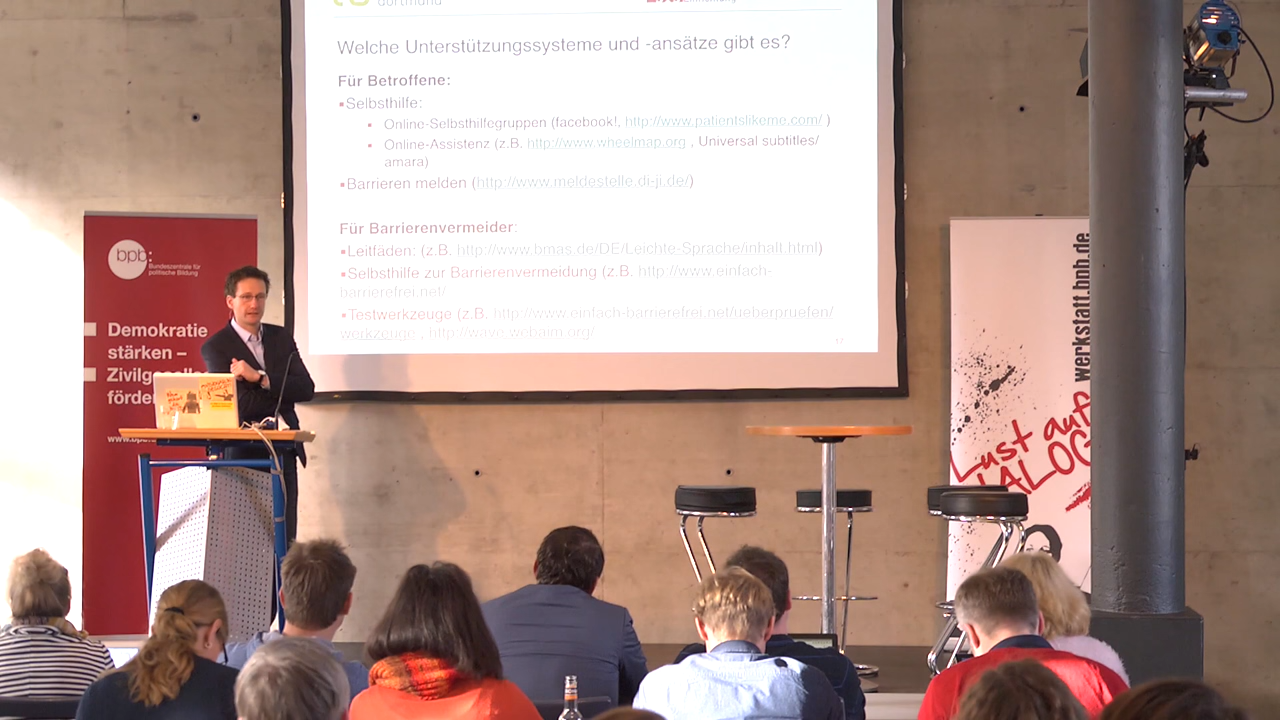 dortmund
Welche Unterstützungssysteme und -ansätze gibt es?
Für Betroffene:
▪Selbsthilfe:
▪ Online-Selbsthilfegruppen (facebook!, http://www.patientslikeme.com/ )
▪ Online-Assistenz (z.B. http://www.wheelmap.org , Universal subtitles/
amara)
▪Barrieren melden (http://www.meldestelle.di-ji.de/)
Für Barrierenvermeider:
▪Leitfaden: (z.B. http://www.bmas.de/DE/Leichte-Sprache/inhalt.html)
▪Selbsthilfe zur Barrierenvermeidung (z.B. http://www.einfach-
barrierefrei.net/
▪Testwerkzeuge (z.B. http://www.einfach-barrierefrei.net/ueberpruefen/
werkzeuge , http://wave.webaim.org/
17
bpb:
Bundeszentrale für
politische Bildung
Demokratie
stärken –
www.bpb
werkstatt.bpb.de
Lust auf